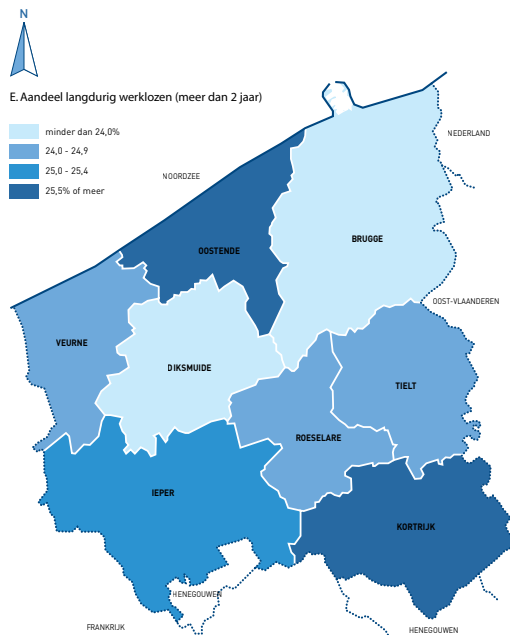 N
E. Aandeel langdurig werklozen (meer dan 2 jaar)
minder dan 24,0%
24,0 - 24,9
25,0 - 25,4
25,5% of meer
NEDERLAND
NOORDZEE
BRUGGE
OOSTENDE
OOST-VLAANDEREN
VEURNE
DIKSMUIDE
TIELT
ROESELARE
IEPER
KORTRIJK
HENEGOUWEN
FRANKRIJK
HENEGOUWEN